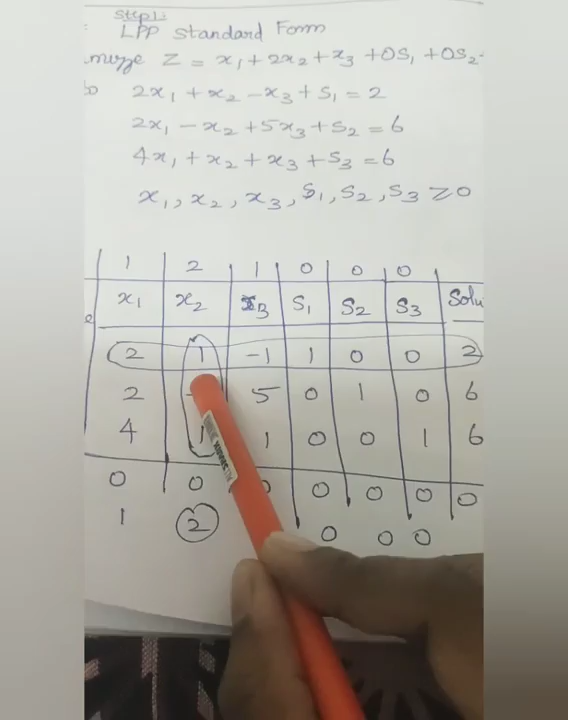 Step1:
LPP Standard Form
Z = x₁ + 2x₂ + x₃ + 0S₁ + 0S₂
2x₁ + x₂ - x₃ + S₁ = 2
2x₁ - x₂ + 5x₃ + S₂ = 6
4x₁ + x₂ + x₃ + S₃ = 6
x₁, x₂, x₃, S₁, S₂, S₃ ≥ 0
1 2 1 0 0 0
x₁ x₂ x₃ S₁ S₂ S₃ Solu
2 1 -1 1 0 0 2
2 5 0 1 0 6
4 1 1 0 0 1 6
0 0 0 0 0 0 0
1 2 0 0 0